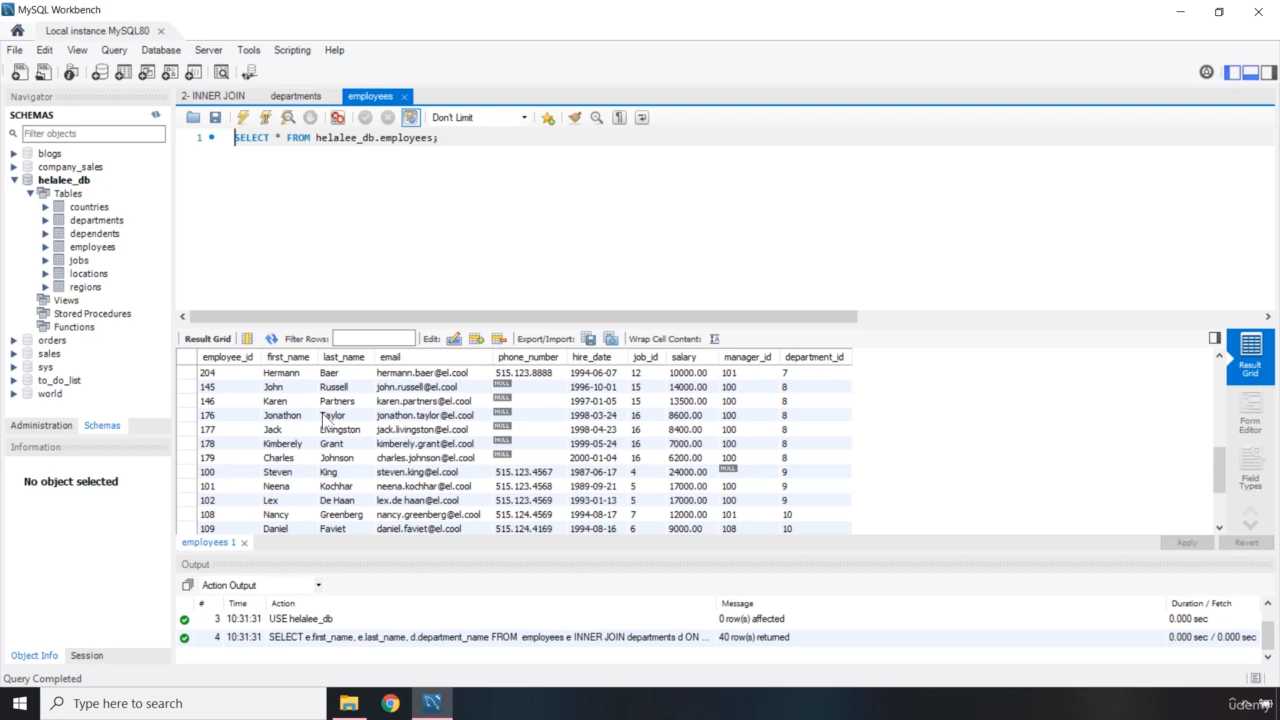 MySQL Workbench
Local instance MySQL80
File Edit View Query Database Server Tools Scripting Help
Navigator
SCHEMAS
Filter objects
blogs
company_sales
helalee_db
Tables
countries
departments
dependents
employees
jobs
locations
regions
Views
Stored Procedures
Functions
orders
sales
sys
to_do_list
world
Administration Schemas
Information
No object selected
Object Info Session
2- INNER JOIN departments employees
Don't Limit
1 SELECT * FROM helalee_db.employees;
Result Grid Filter Rows: Edit: Export/Import: Wrap Cell Content:
employee_id first_name last_name email phone_number hire_date job_id salary manager_id department_id
204 Hermann Baer hermann.baer@el.cool 515.123.8888 1994-06-07 12 10000.00 101 7
145 John Russell john.russell@el.cool NULL 1996-10-01 15 14000.00 100 8
146 Karen Partners karen.partners@el.cool NULL 1997-01-05 15 13500.00 100 8
176 Jonathon Taylor jonathon.taylor@el.cool NULL 1998-03-24 16 8600.00 100 8
177 Jack Livingston jack.livingston@el.cool NULL 1998-04-23 16 8400.00 100 8
178 Kimberely Grant kimberely.grant@el.cool NULL 1999-05-24 16 7000.00 100 8
179 Charles Johnson charles.johnson@el.cool NULL 2000-01-04 16 6200.00 100 8
100 Steven King steven.king@el.cool 515.123.4567 1987-06-17 4 24000.00 NULL 9
101 Neena Kochhar neena.kochhar@el.cool 515.123.4568 1989-09-21 5 17000.00 100 9
102 Lex De Haan lex.de haan@el.cool 515.123.4569 1993-01-13 5 17000.00 100 9
108 Nancy Greenberg nancy.greenberg@el.cool 515.124.4569 1994-08-17 7 12000.00 101 10
109 Daniel Faviet daniel.faviet@el.cool 515.124.4169 1994-08-16 6 9000.00 108 10
Result
Grid
Form
Editor
Field
Types
employees 1 Apply Revert
Output
Action Output
# Time Action Message Duration / Fetch
3 10:31:31 USE helalee_db 0 row(s) affected 0.000 sec
4 10:31:31 SELECT e.first_name, e.last_name, d.department_name FROM employees e INNER JOIN departments d ON ... 40 row(s) returned 0.000 sec / 0.000 sec
Query Completed
Type here to search
udemy